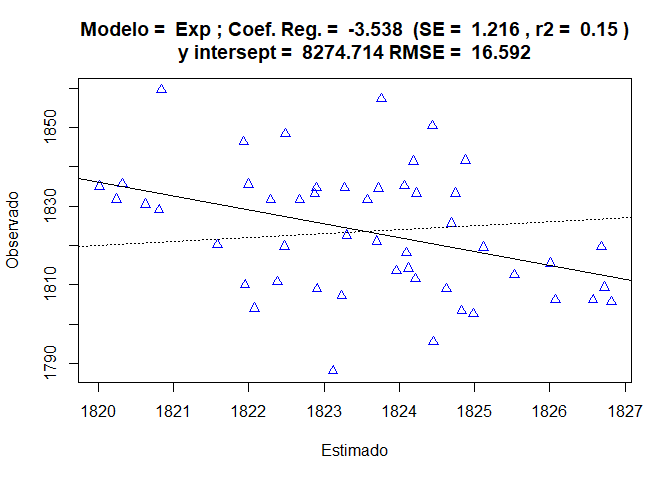 Modelo = Exp ; Coef. Reg. = -3.538 (SE = 1.216 , r2 = 0.15 )
y intersept = 8274.714 RMSE = 16.592
Observado
1850
1830
1810
1790
1820 1821 1822 1823 1824 1825 1826 1827
Estimado